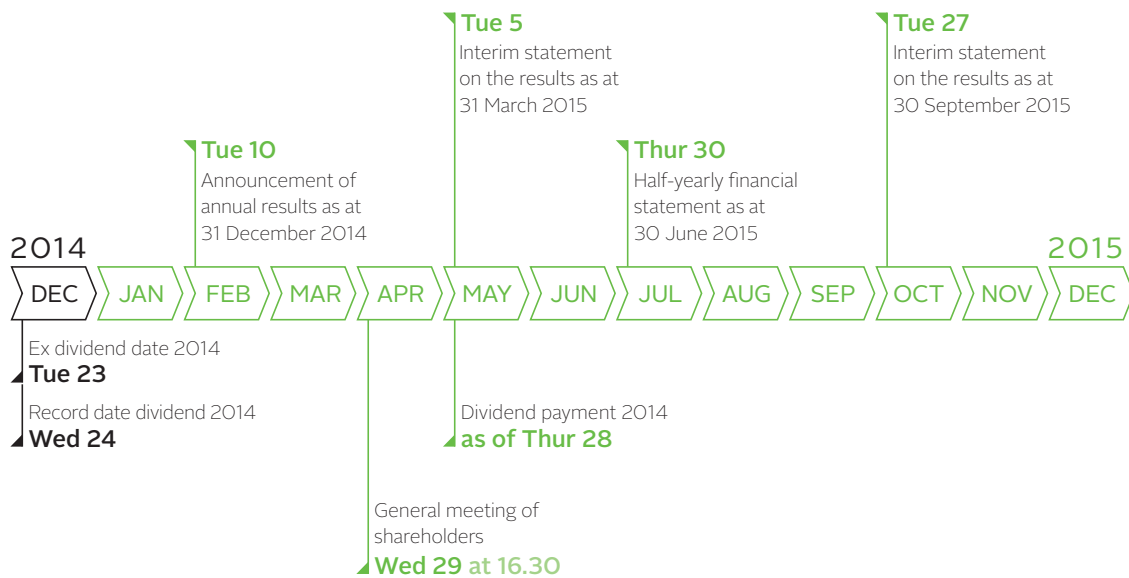 Tue 5
Interim statement
on the results as at
31 March 2015
Tue 27
Interim statement
on the results as at
30 September 2015
Tue 10
Announcement of
annual results as at
31 December 2014
Thur 30
Half-yearly financial
statement as at
30 June 2015
2014
2015
DEC JAN FEB MAR APR MAY JUN JUL AUG SEP OCT NOV DEC
Ex dividend date 2014
Tue 23
Record date dividend 2014
Wed 24
Dividend payment 2014
as of Thur 28
General meeting of
shareholders
Wed 29 at 16.30